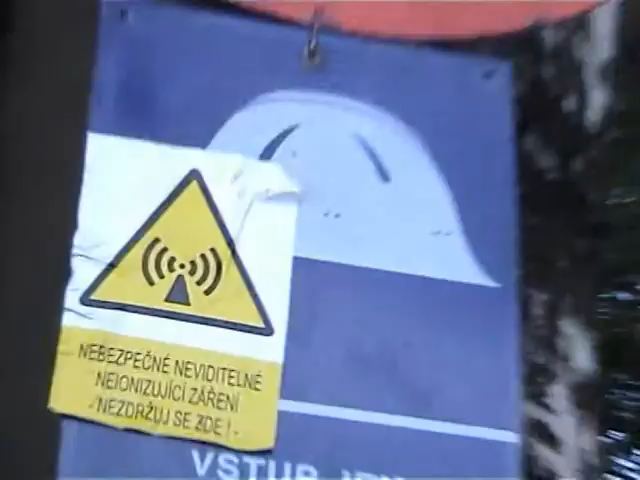 NEBEZPEČNÉ NEVIDITELNÉ
NEIONIZUJÍCÍ ZÁŘENÍ
- NEZDRŽUJ SE ZDE ! -
VSTUP